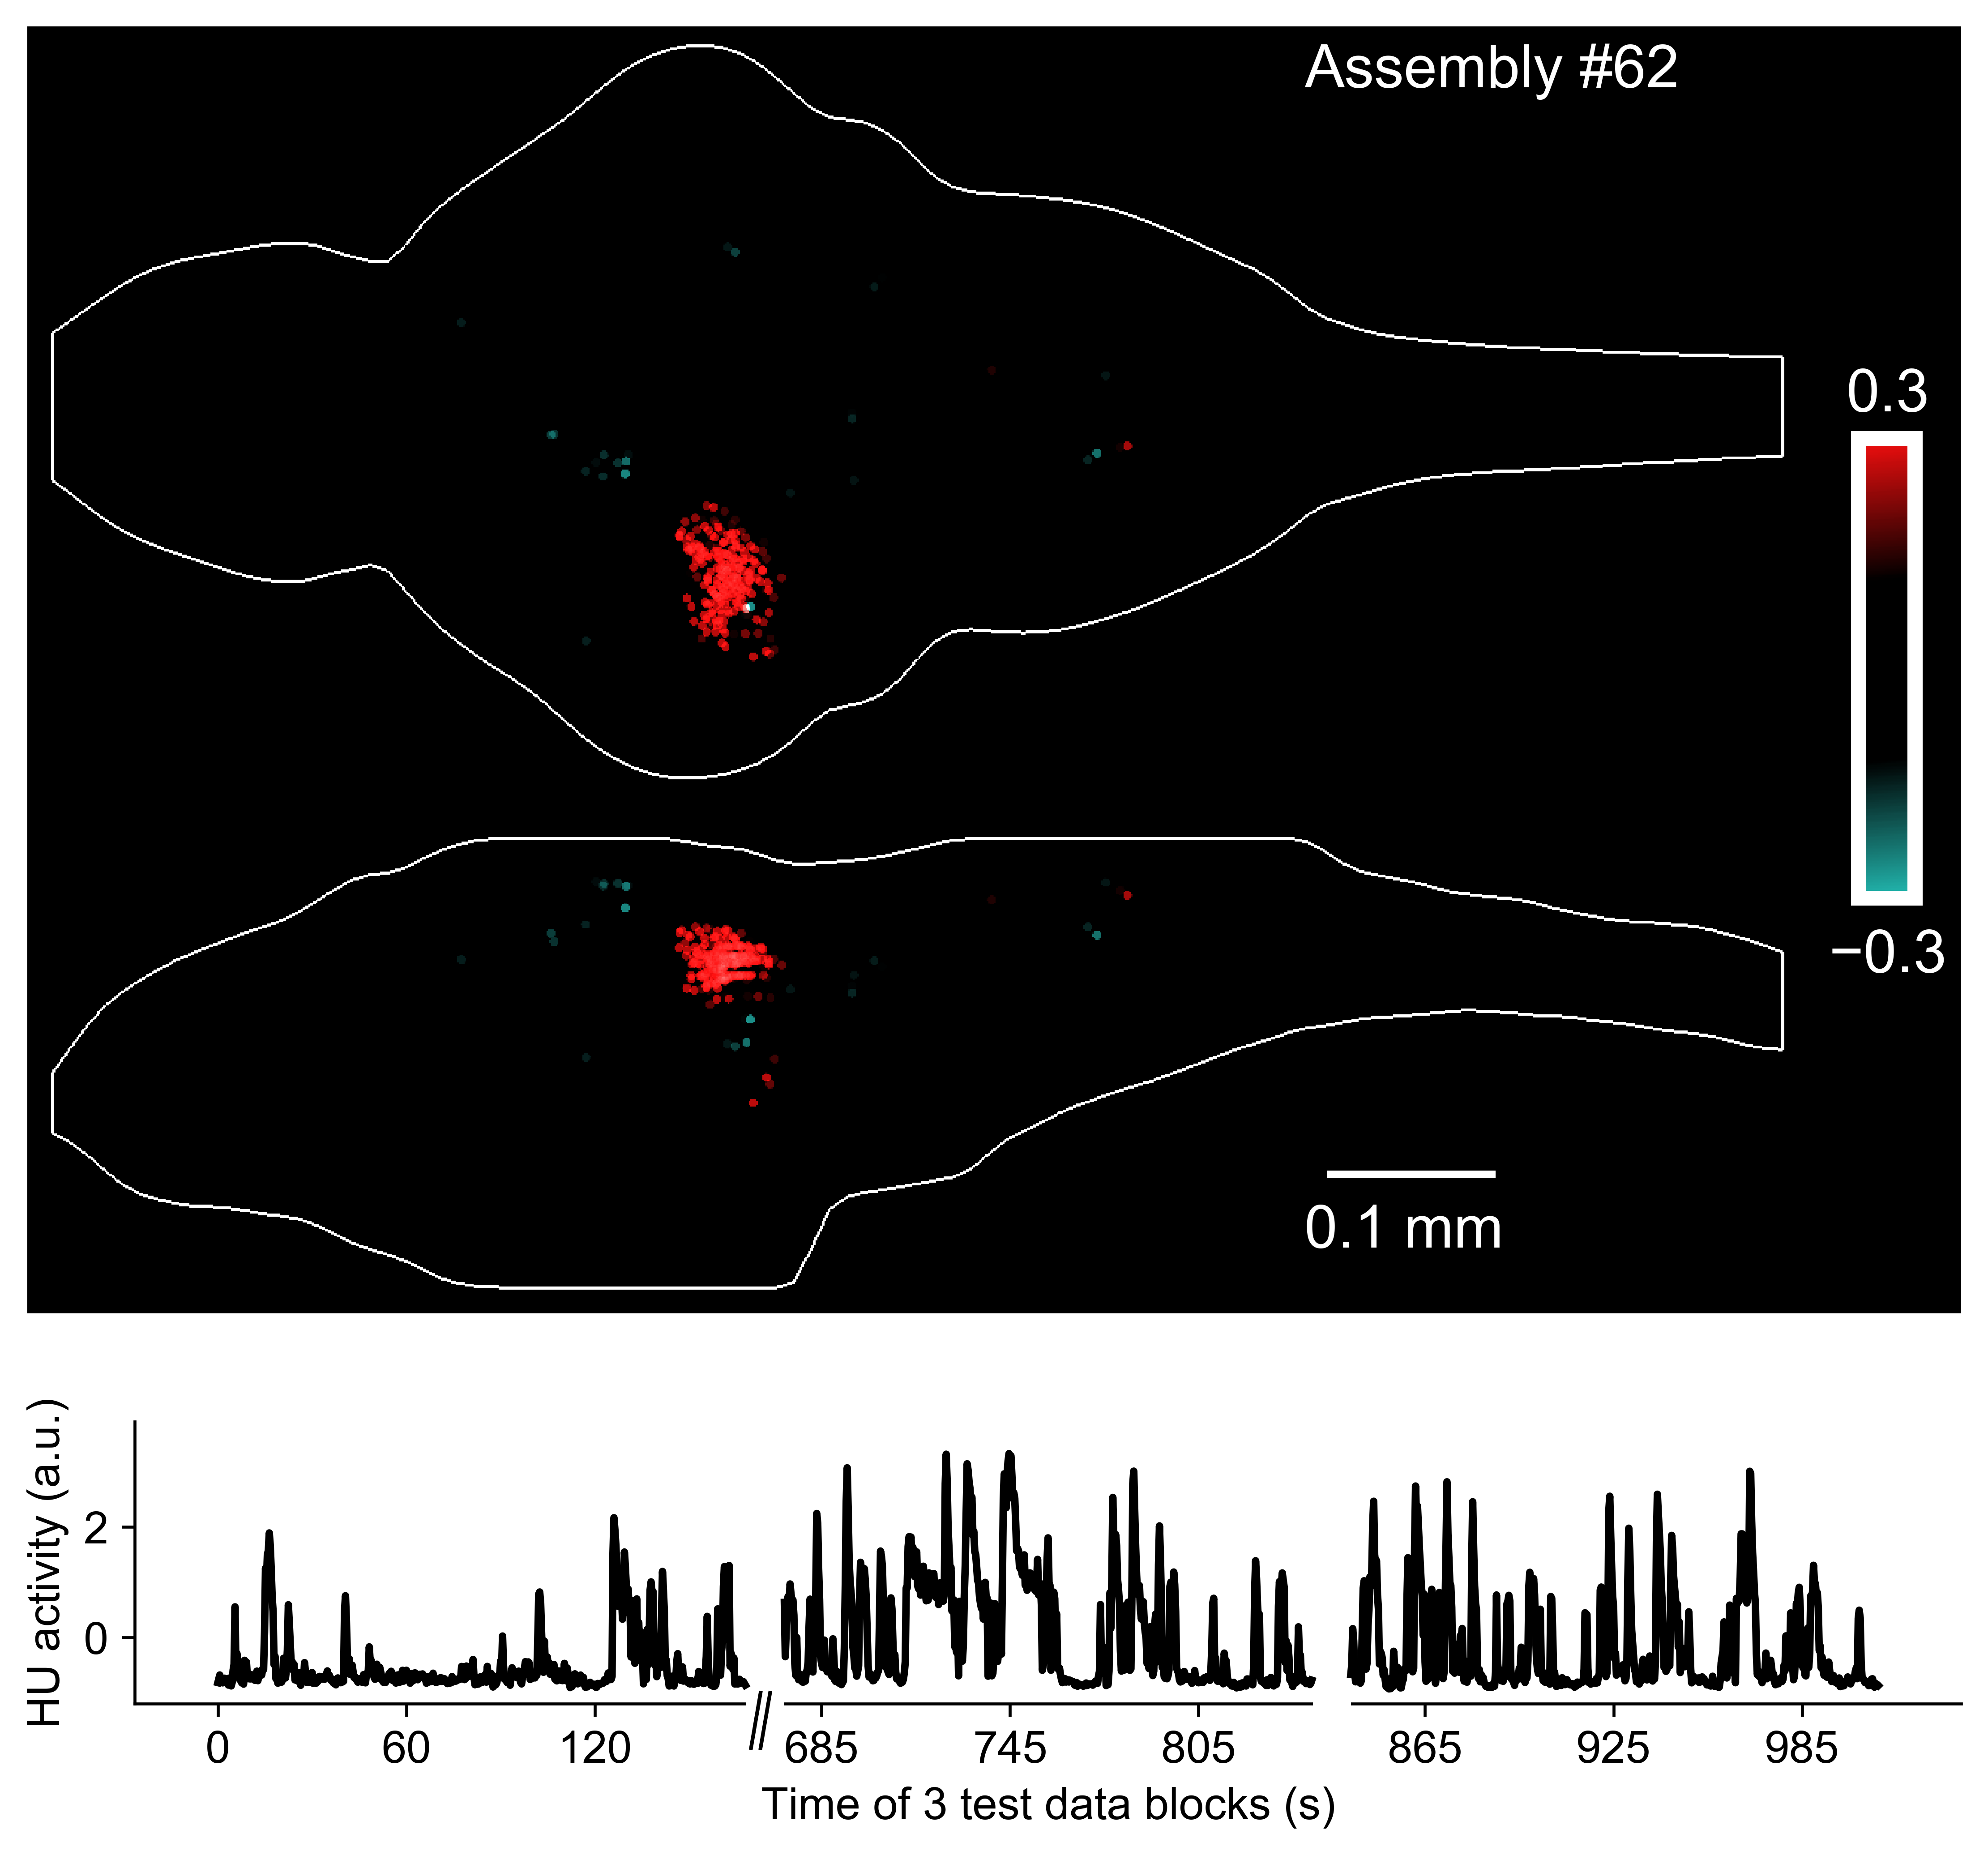 Assembly #62
0.3
−0.3
0.1 mm
HU activity (a.u.)
2
0
0 60 120 685 745 805 865 925 985
Time of 3 test data blocks (s)